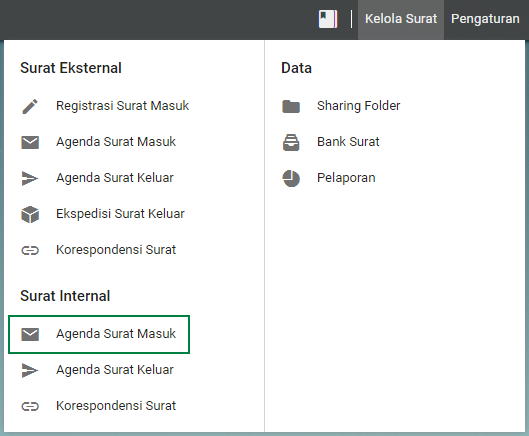 Kelola Surat
Pengaturan
Surat Eksternal
Registrasi Surat Masuk
Agenda Surat Masuk
Agenda Surat Keluar
Ekspedisi Surat Keluar
Korespondensi Surat
Surat Internal
Agenda Surat Masuk
Agenda Surat Keluar
Korespondensi Surat
Data
Sharing Folder
Bank Surat
Pelaporan